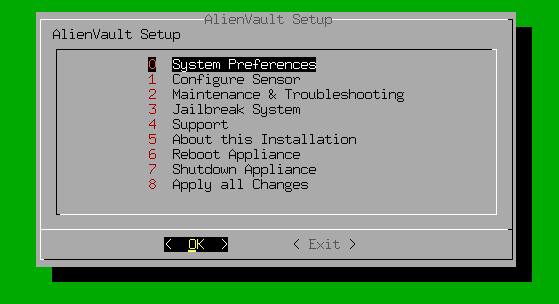 AlienVault Setup
AlienVault Setup
0 System Preferences
1 Configure Sensor
2 Maintenance & Troubleshooting
3 Jailbreak System
4 Support
5 About this Installation
6 Reboot Appliance
7 Shutdown Appliance
8 Apply all Changes
< OK > < Exit >